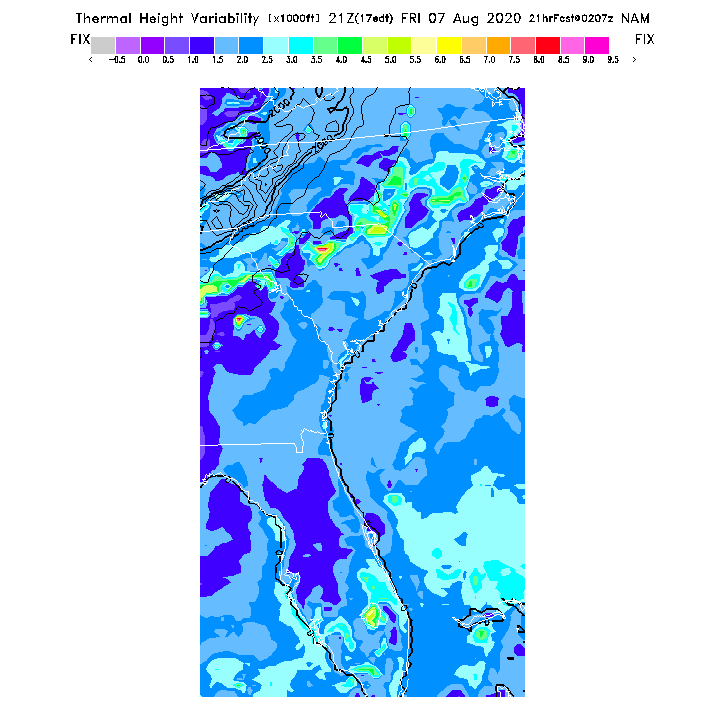 Thermal Height Variability [x1000ft] 21Z(17edt) FRI 07 Aug 2020 21hrFcst@0207z NAM
FIX FIX
< -0.5 0.0 0.5 1.0 1.5 2.0 2.5 3.0 3.5 4.0 4.5 5.0 5.5 6.0 6.5 7.0 7.5 8.0 8.5 9.0 9.5 >
2000